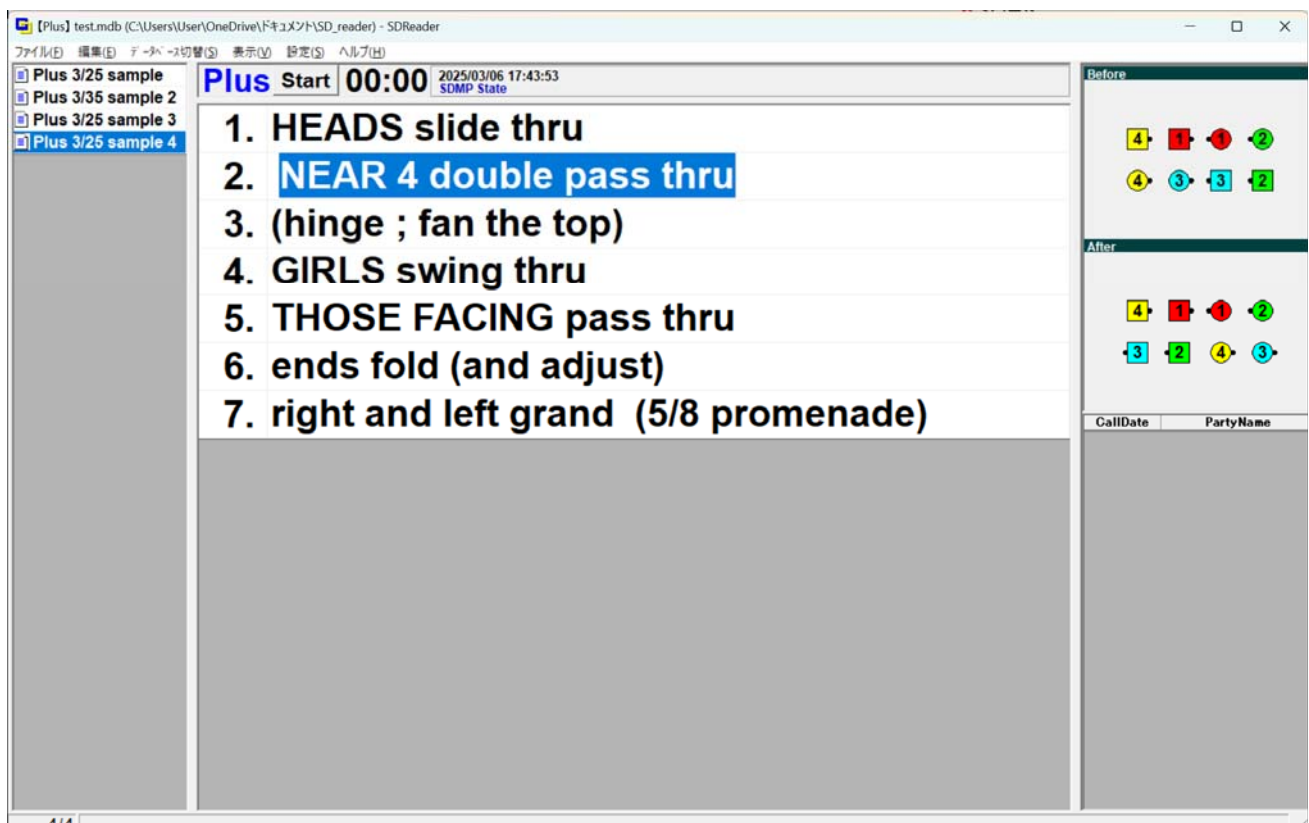 【Plus】 test.mdb (C:\Users\User\OneDrive\ドキュメント\SD_reader) - SDReader
ファイル(F) 編集(E) データベース切替(S) 表示(V) 設定(S) ヘルプ(H)
Plus 3/25 sample
Plus 3/35 sample 2
Plus 3/25 sample 3
Plus 3/25 sample 4
Plus Start 00:00 2025/03/06 17:43:53
SDMP State
1. HEADS slide thru
2. NEAR 4 double pass thru
3. (hinge ; fan the top)
4. GIRLS swing thru
5. THOSE FACING pass thru
6. ends fold (and adjust)
7. right and left grand (5/8 promenade)
Before
4 1 1 2
4 3 3 2
After
4 1 1 2
3 2 4 3
CallDate PartyName
4/4